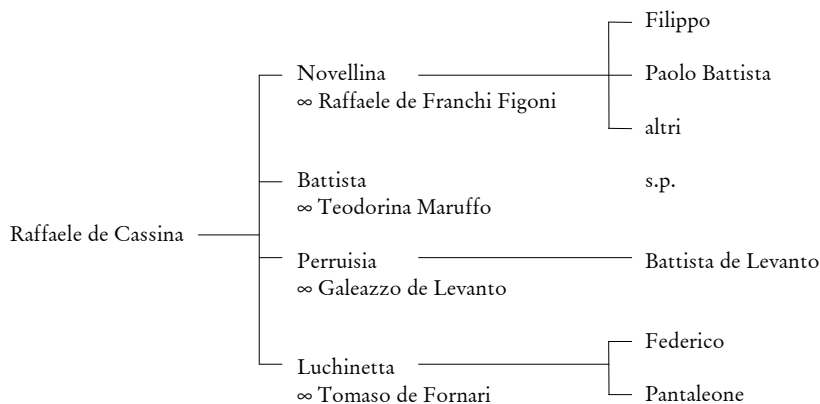 Filippo
Novellina
Paolo Battista
∞ Raffaele de Franchi Figoni
altri
Battista
s.p.
∞ Teodorina Maruffo
Raffaele de Cassina
Perruisia
Battista de Levanto
∞ Galeazzo de Levanto
Federico
Luchinetta
∞ Tomaso de Fornari
Pantaleone